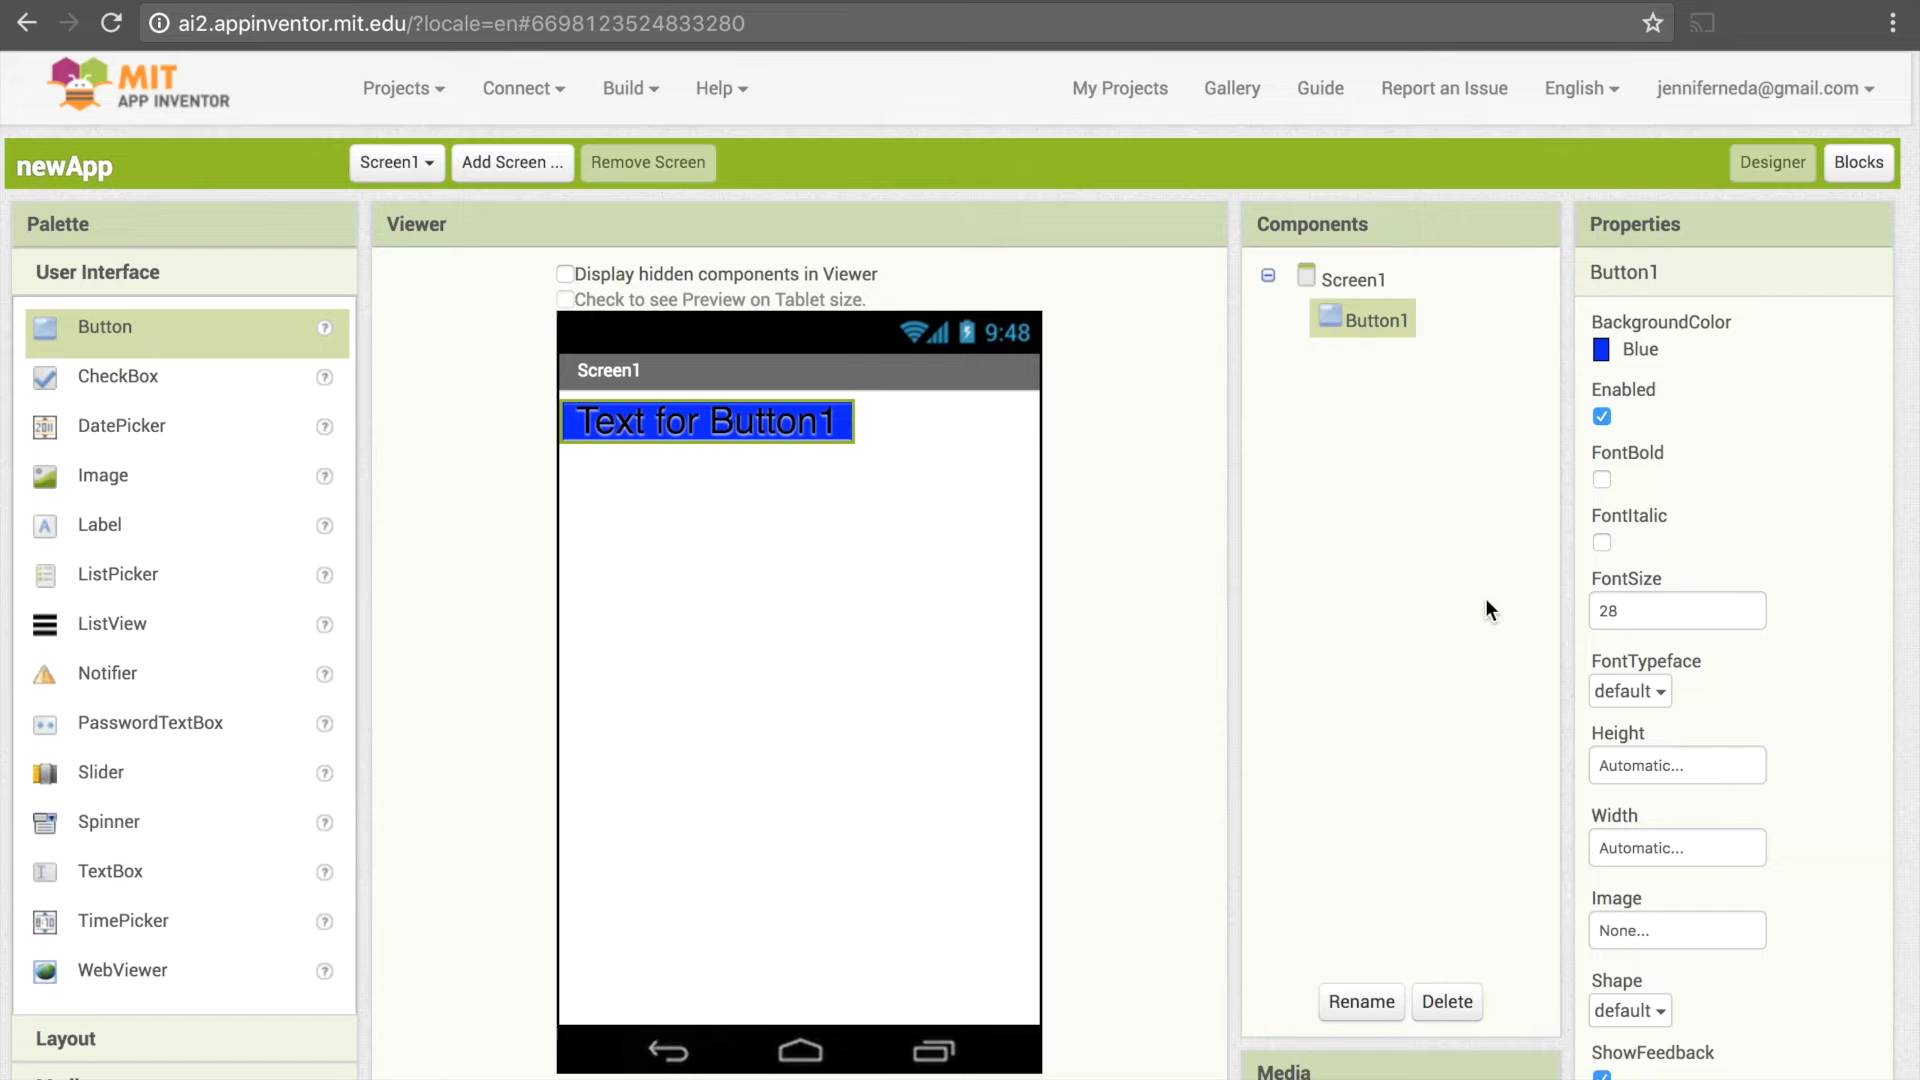 ai2.appinventor.mit.edu/?locale=en#6698123524833280
MIT
APP INVENTOR
Projects
Connect
Build
Help
My Projects
Gallery
Guide
Report an Issue
English
jenniferneda@gmail.com
newApp
Screen1
Add Screen ...
Remove Screen
Designer
Blocks
Palette
User Interface
Button
CheckBox
DatePicker
Image
Label
ListPicker
ListView
Notifier
PasswordTextBox
Slider
Spinner
TextBox
TimePicker
WebViewer
Layout
Viewer
Display hidden components in Viewer
Check to see Preview on Tablet size.
9:48
Screen1
Text for Button1
Components
Screen1
Button1
Rename
Delete
Media
Properties
Button1
BackgroundColor
Blue
Enabled
FontBold
FontItalic
FontSize
28
FontTypeface
default
Height
Automatic...
Width
Automatic...
Image
None...
Shape
default
ShowFeedback